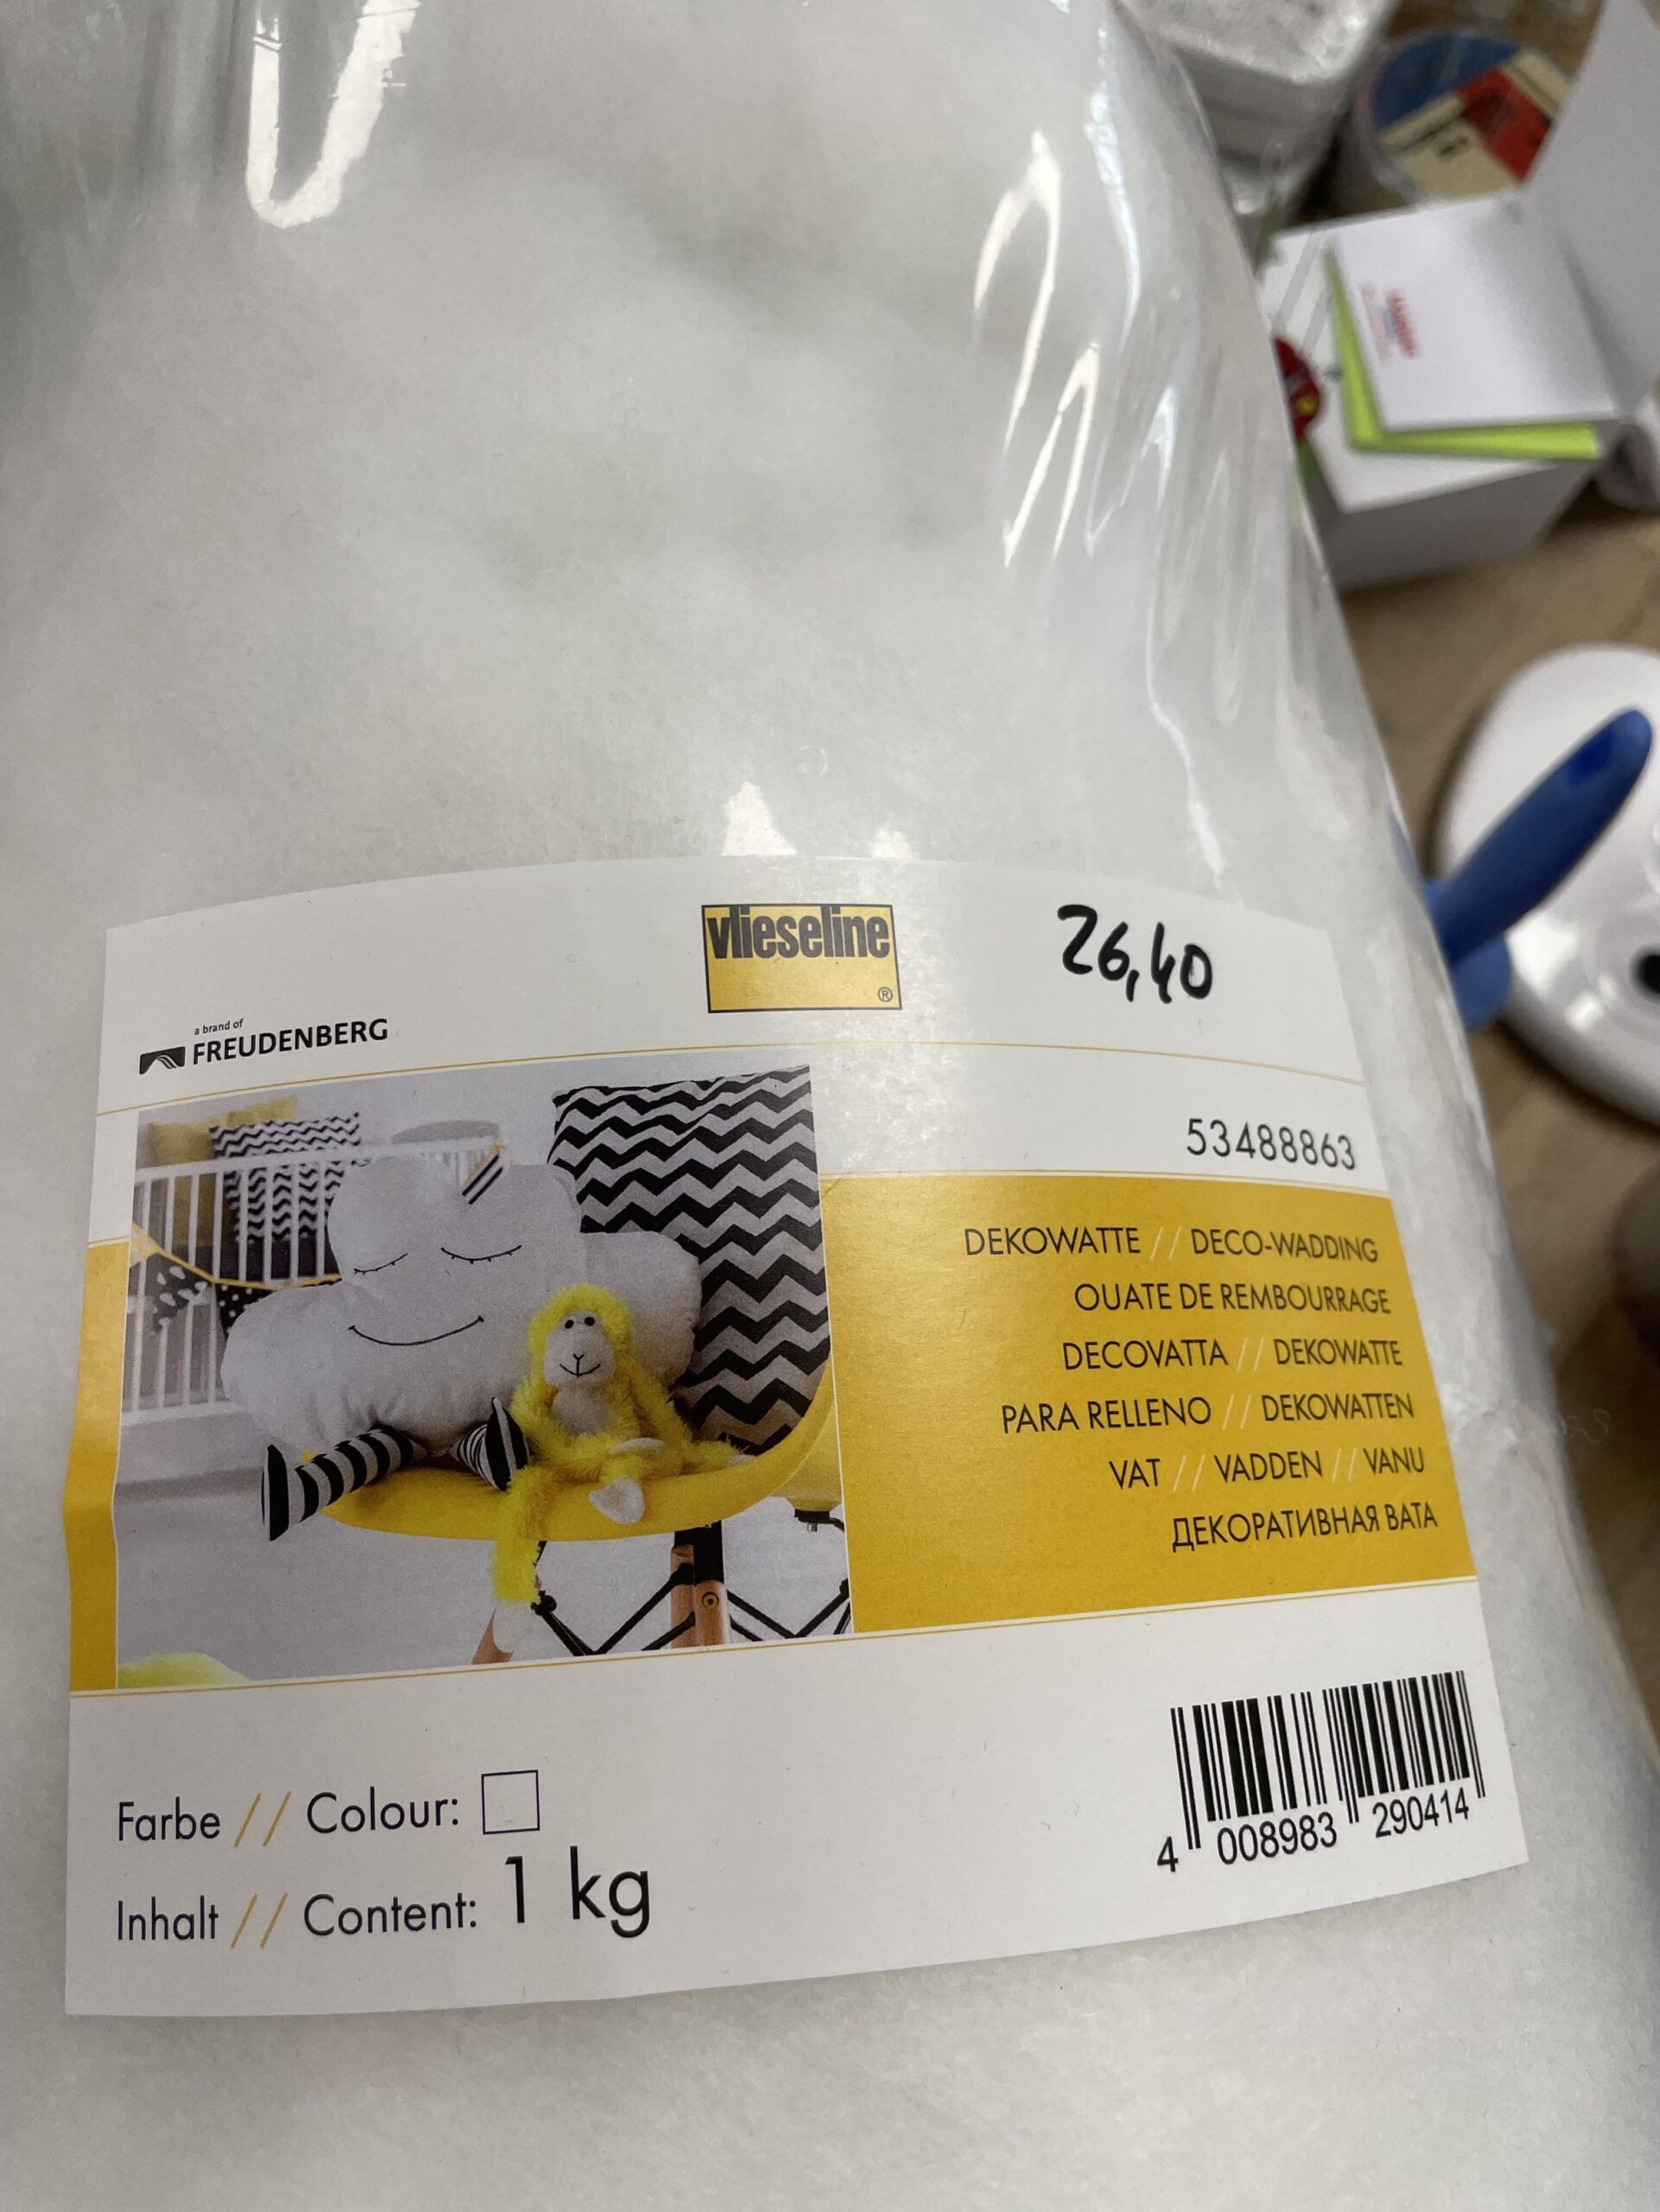 vlieseline
®
26,40
a brand of
FREUDENBERG
53488863
DEKOWATTE // DECO-WADDING
OUATE DE REMBOURRAGE
DECOVATTA // DEKOWATTE
PARA RELLENO // DEKOWATTEN
VAT // VADDEN // VANU
ДЕКОРАТИВНАЯ ВАТА
Farbe // Colour:
Inhalt // Content: 1 kg
4 008983 290414